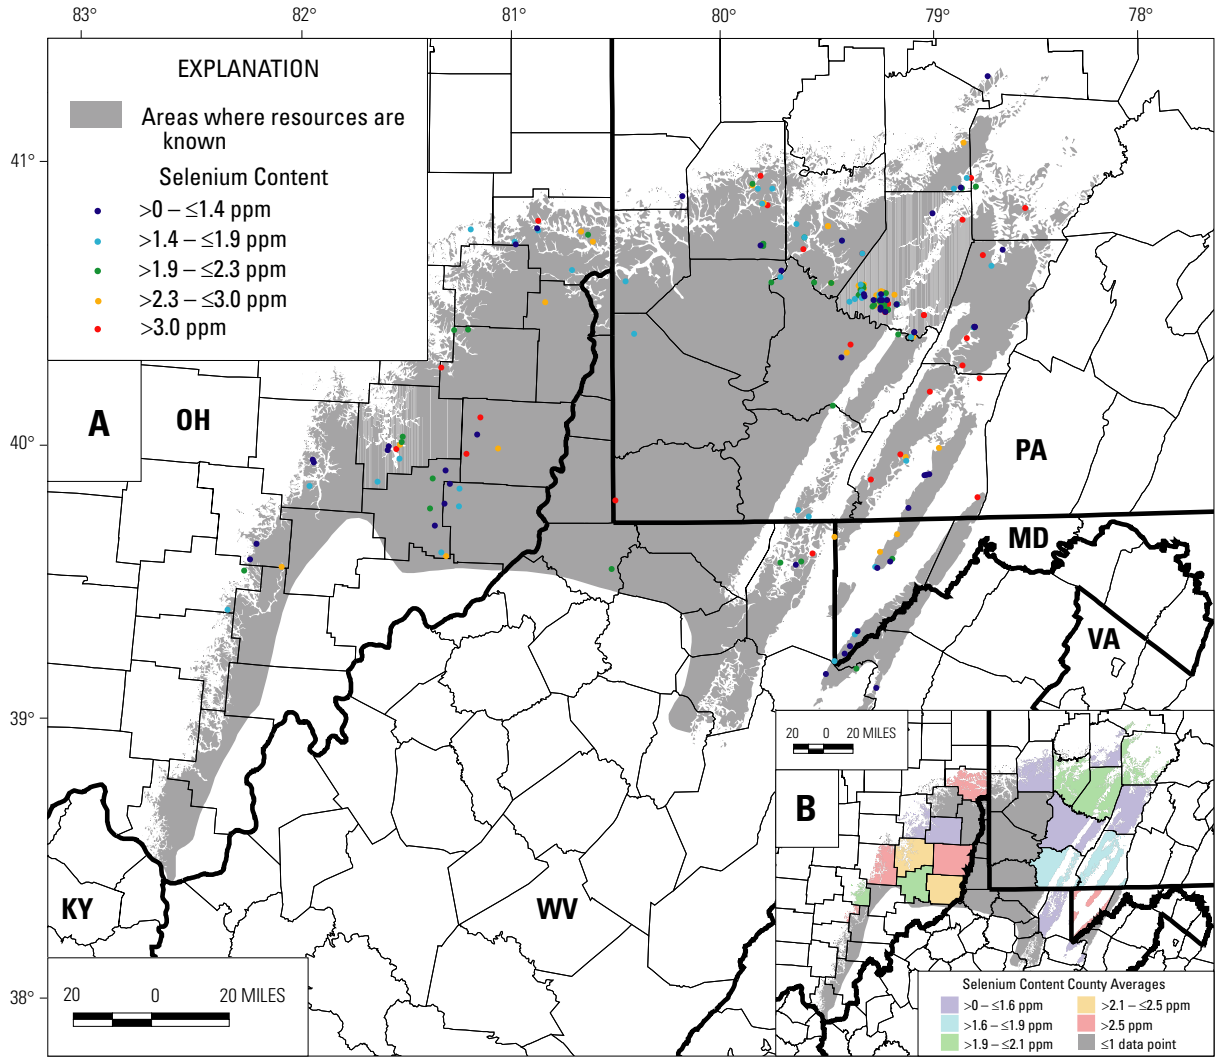 83° 82° 81° 80° 79° 78°
EXPLANATION
Areas where resources are
known
Selenium Content
>0 – ≤1.4 ppm
>1.4 – ≤1.9 ppm
>1.9 – ≤2.3 ppm
>2.3 – ≤3.0 ppm
>3.0 ppm
41°
A
OH
40°
PA
MD
VA
39°
KY
WV
20 0 20 MILES
38°
20 0 20 MILES
B
Selenium Content County Averages
>0 – ≤1.6 ppm
>1.6 – ≤1.9 ppm
>1.9 – ≤2.1 ppm
>2.1 – ≤2.5 ppm
>2.5 ppm
≤1 data point